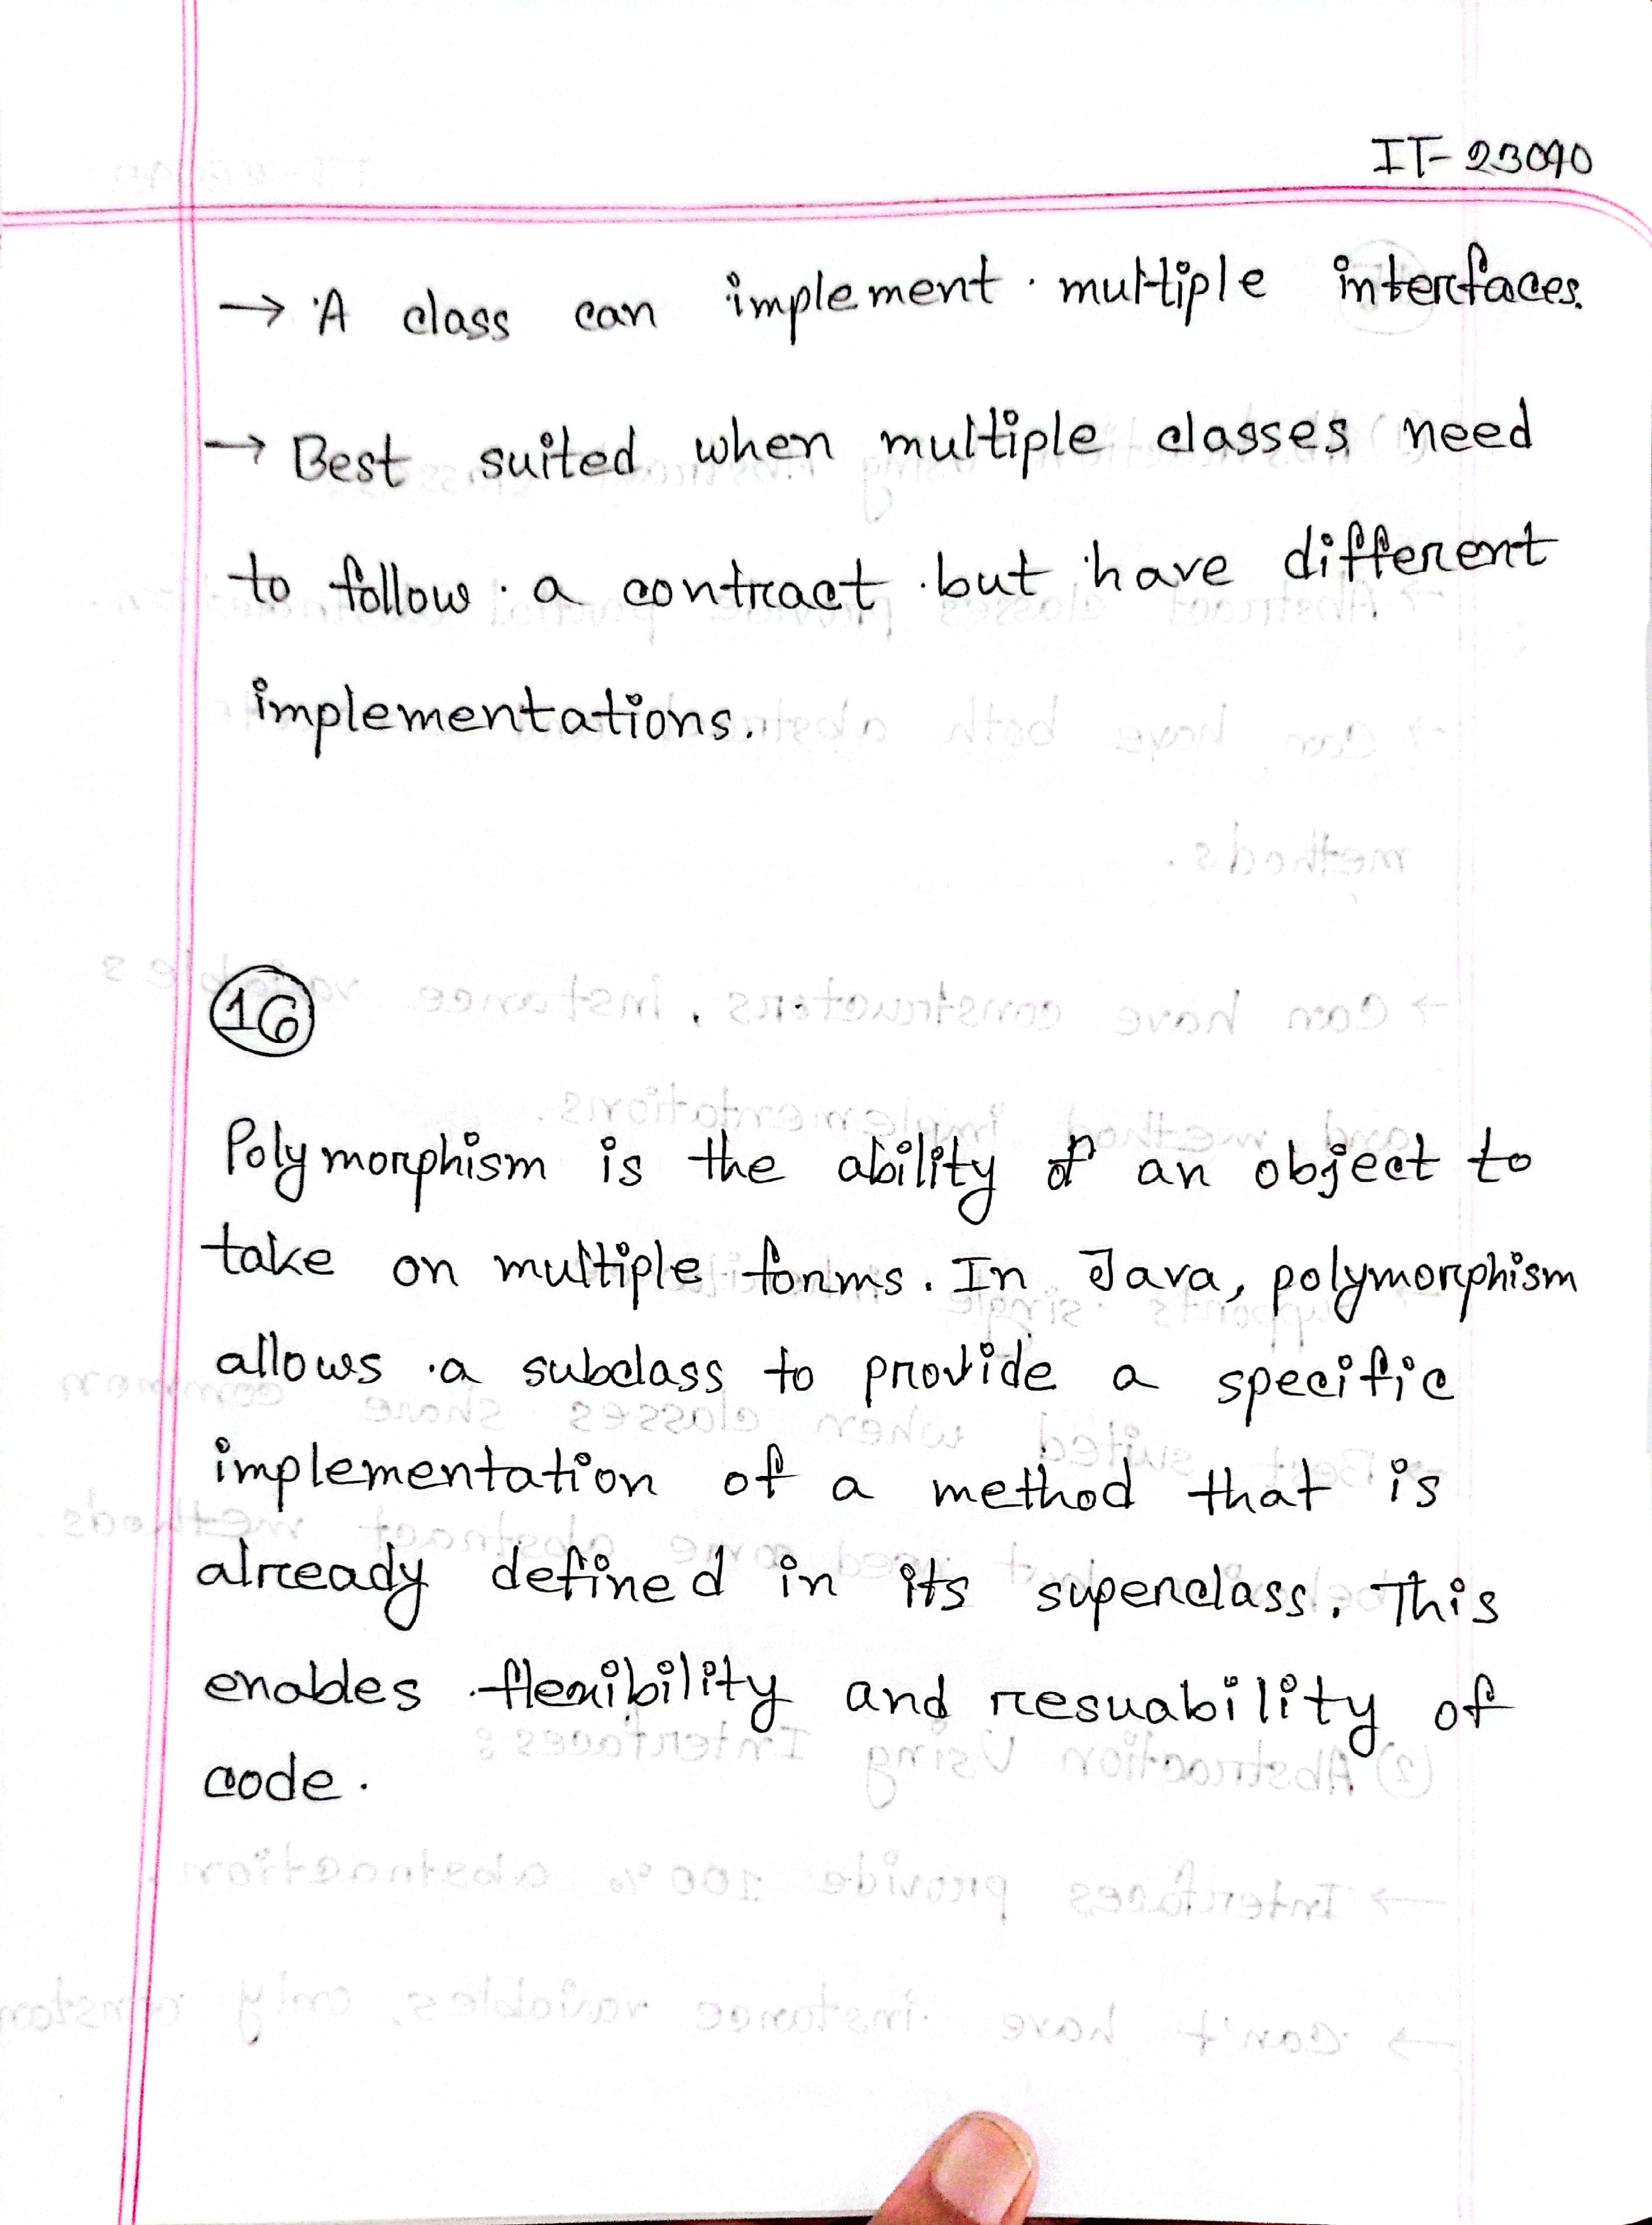 IT-23090
→ A class can implement multiple interfaces.
→ Best suited when multiple classes need
to follow a contract but have different
implementations.
16
Polymorphism is the ability of an object to
take on multiple forms. In Java, polymorphism
allows a subclass to provide a specific
implementation of a method that is
already defined in its superclass. This
enables flexibility and resuability of
code.